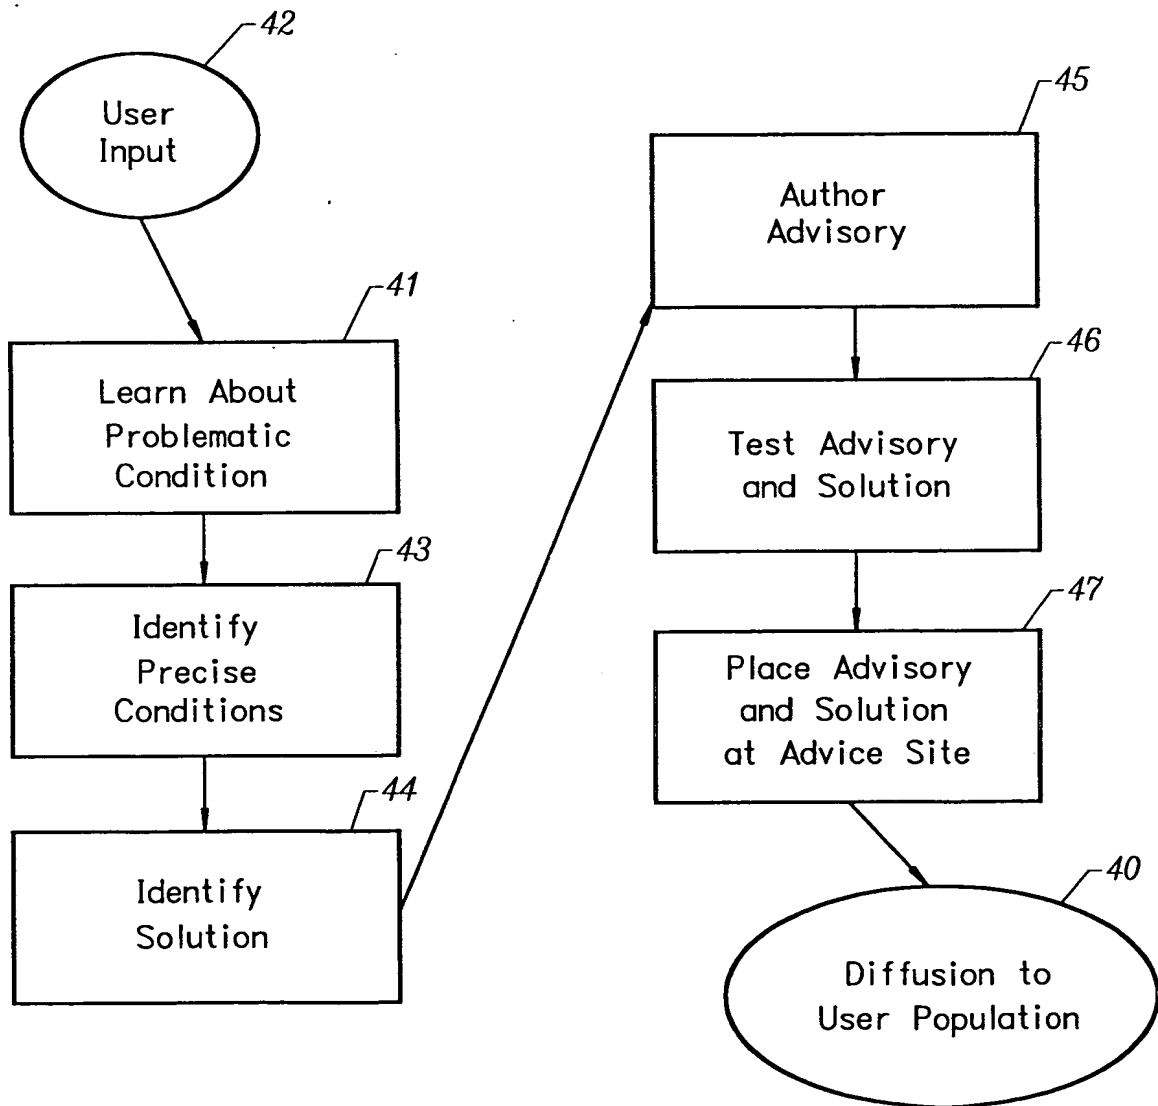 42
User
Input
41
Learn About
Problematic
Condition
43
Identify
Precise
Conditions
44
Identify
Solution
45
Author
Advisory
46
Test Advisory
and Solution
47
Place Advisory
and Solution
at Advice Site
40
Diffusion to
User Population